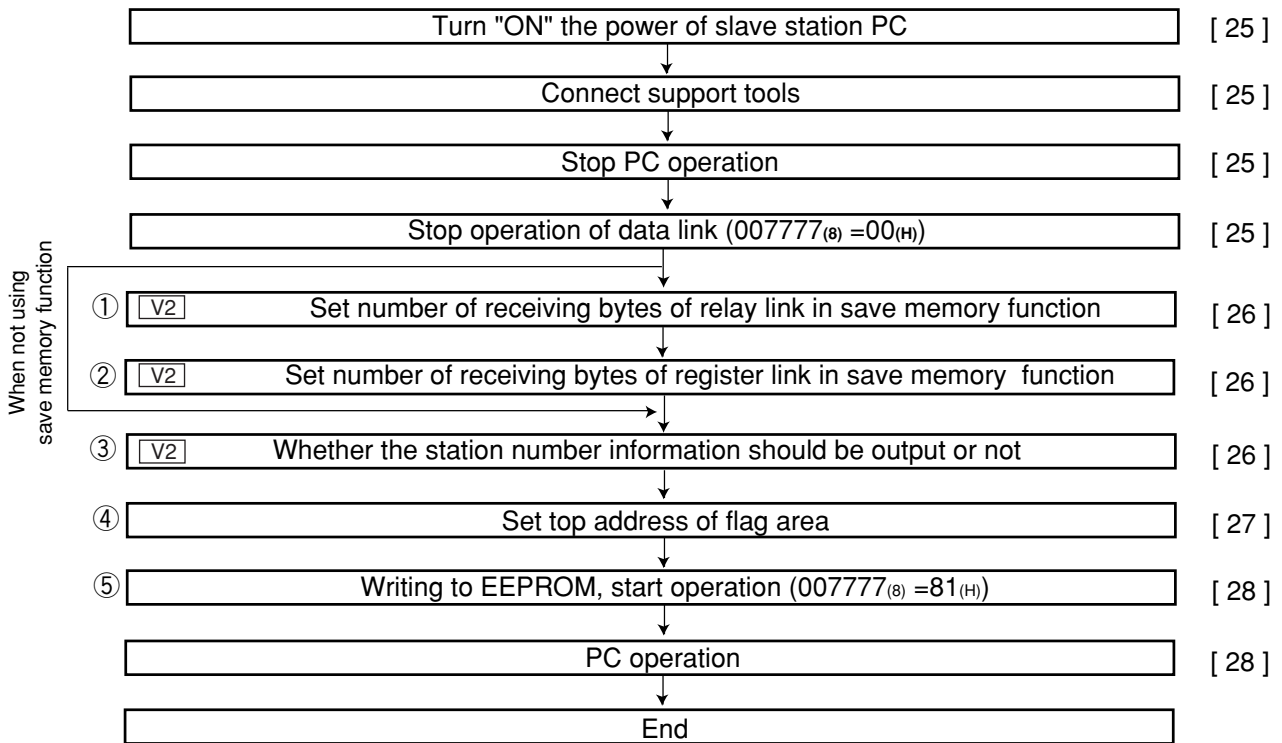 Turn "ON" the power of slave station PC [ 25 ]
Connect support tools [ 25 ]
Stop PC operation [ 25 ]
Stop operation of data link (007777(8) =00(H)) [ 25 ]
When not using
save memory function
① V2 Set number of receiving bytes of relay link in save memory function [ 26 ]
② V2 Set number of receiving bytes of register link in save memory function [ 26 ]
③ V2 Whether the station number information should be output or not [ 26 ]
④ Set top address of flag area [ 27 ]
⑤ Writing to EEPROM, start operation (007777(8) =81(H)) [ 28 ]
PC operation [ 28 ]
End